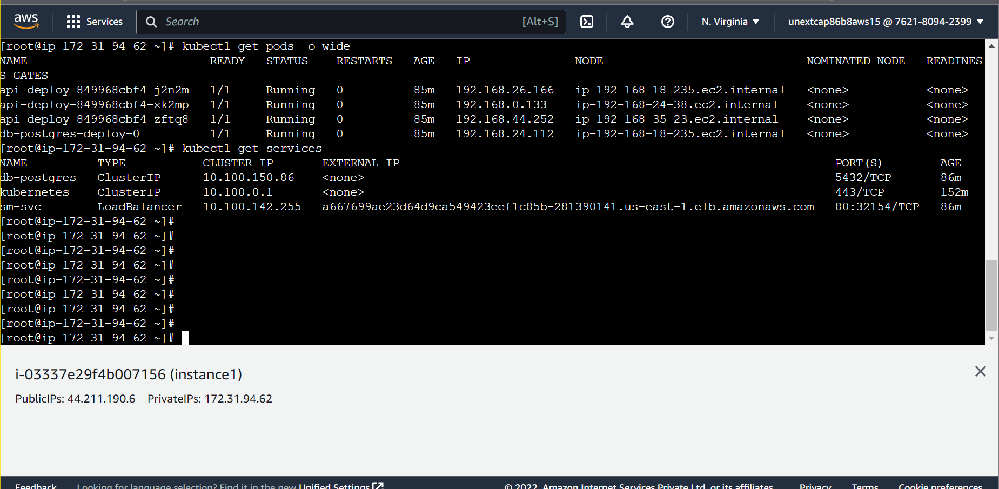 aws Services Search [Alt+S] N. Virginia ▼ unextcap86b8aws15 @ 7621-8094-2399 ▼
[root@ip-172-31-94-62 ~]# kubectl get pods -o wide
NAME READY STATUS RESTARTS AGE IP NODE NOMINATED NODE READINES
S GATES
api-deploy-849968cbf4-j2n2m 1/1 Running 0 85m 192.168.26.166 ip-192-168-18-235.ec2.internal <none> <none>
api-deploy-849968cbf4-xk2mp 1/1 Running 0 85m 192.168.0.133 ip-192-168-24-38.ec2.internal <none> <none>
api-deploy-849968cbf4-zftq8 1/1 Running 0 85m 192.168.44.252 ip-192-168-35-23.ec2.internal <none> <none>
db-postgres-deploy-0 1/1 Running 0 85m 192.168.24.112 ip-192-168-18-235.ec2.internal <none> <none>
[root@ip-172-31-94-62 ~]# kubectl get services
NAME TYPE CLUSTER-IP EXTERNAL-IP PORT(S) AGE
db-postgres ClusterIP 10.100.150.86 <none> 5432/TCP 86m
kubernetes ClusterIP 10.100.0.1 <none> 443/TCP 152m
sm-svc LoadBalancer 10.100.142.255 a667699ae23d64d9ca549423eef1c85b-281390141.us-east-1.elb.amazonaws.com 80:32154/TCP 86m
[root@ip-172-31-94-62 ~]#
[root@ip-172-31-94-62 ~]#
[root@ip-172-31-94-62 ~]#
[root@ip-172-31-94-62 ~]#
[root@ip-172-31-94-62 ~]#
[root@ip-172-31-94-62 ~]#
[root@ip-172-31-94-62 ~]#
[root@ip-172-31-94-62 ~]#
[root@ip-172-31-94-62 ~]#
i-03337e29f4b007156 (instance1)
PublicIPs: 44.211.190.6 PrivateIPs: 172.31.94.62
Feedback Looking for language selection? Find it in the new Unified Settings © 2022, Amazon Internet Services Private Ltd. or its affiliates. Privacy Terms Cookie preferences